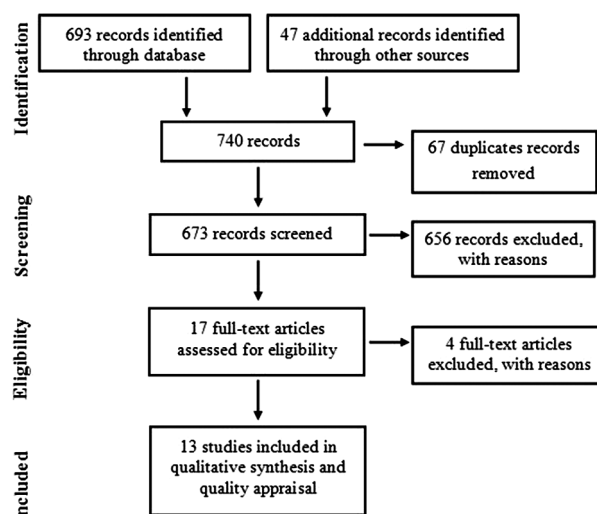 Identification
693 records identified
through database
47 additional records identified
through other sources
740 records
67 duplicates records
removed
Screening
673 records screened
656 records excluded,
with reasons
Eligibility
17 full-text articles
assessed for eligibility
4 full-text articles
excluded, with reasons
ncluded
13 studies included in
qualitative synthesis and
quality appraisal